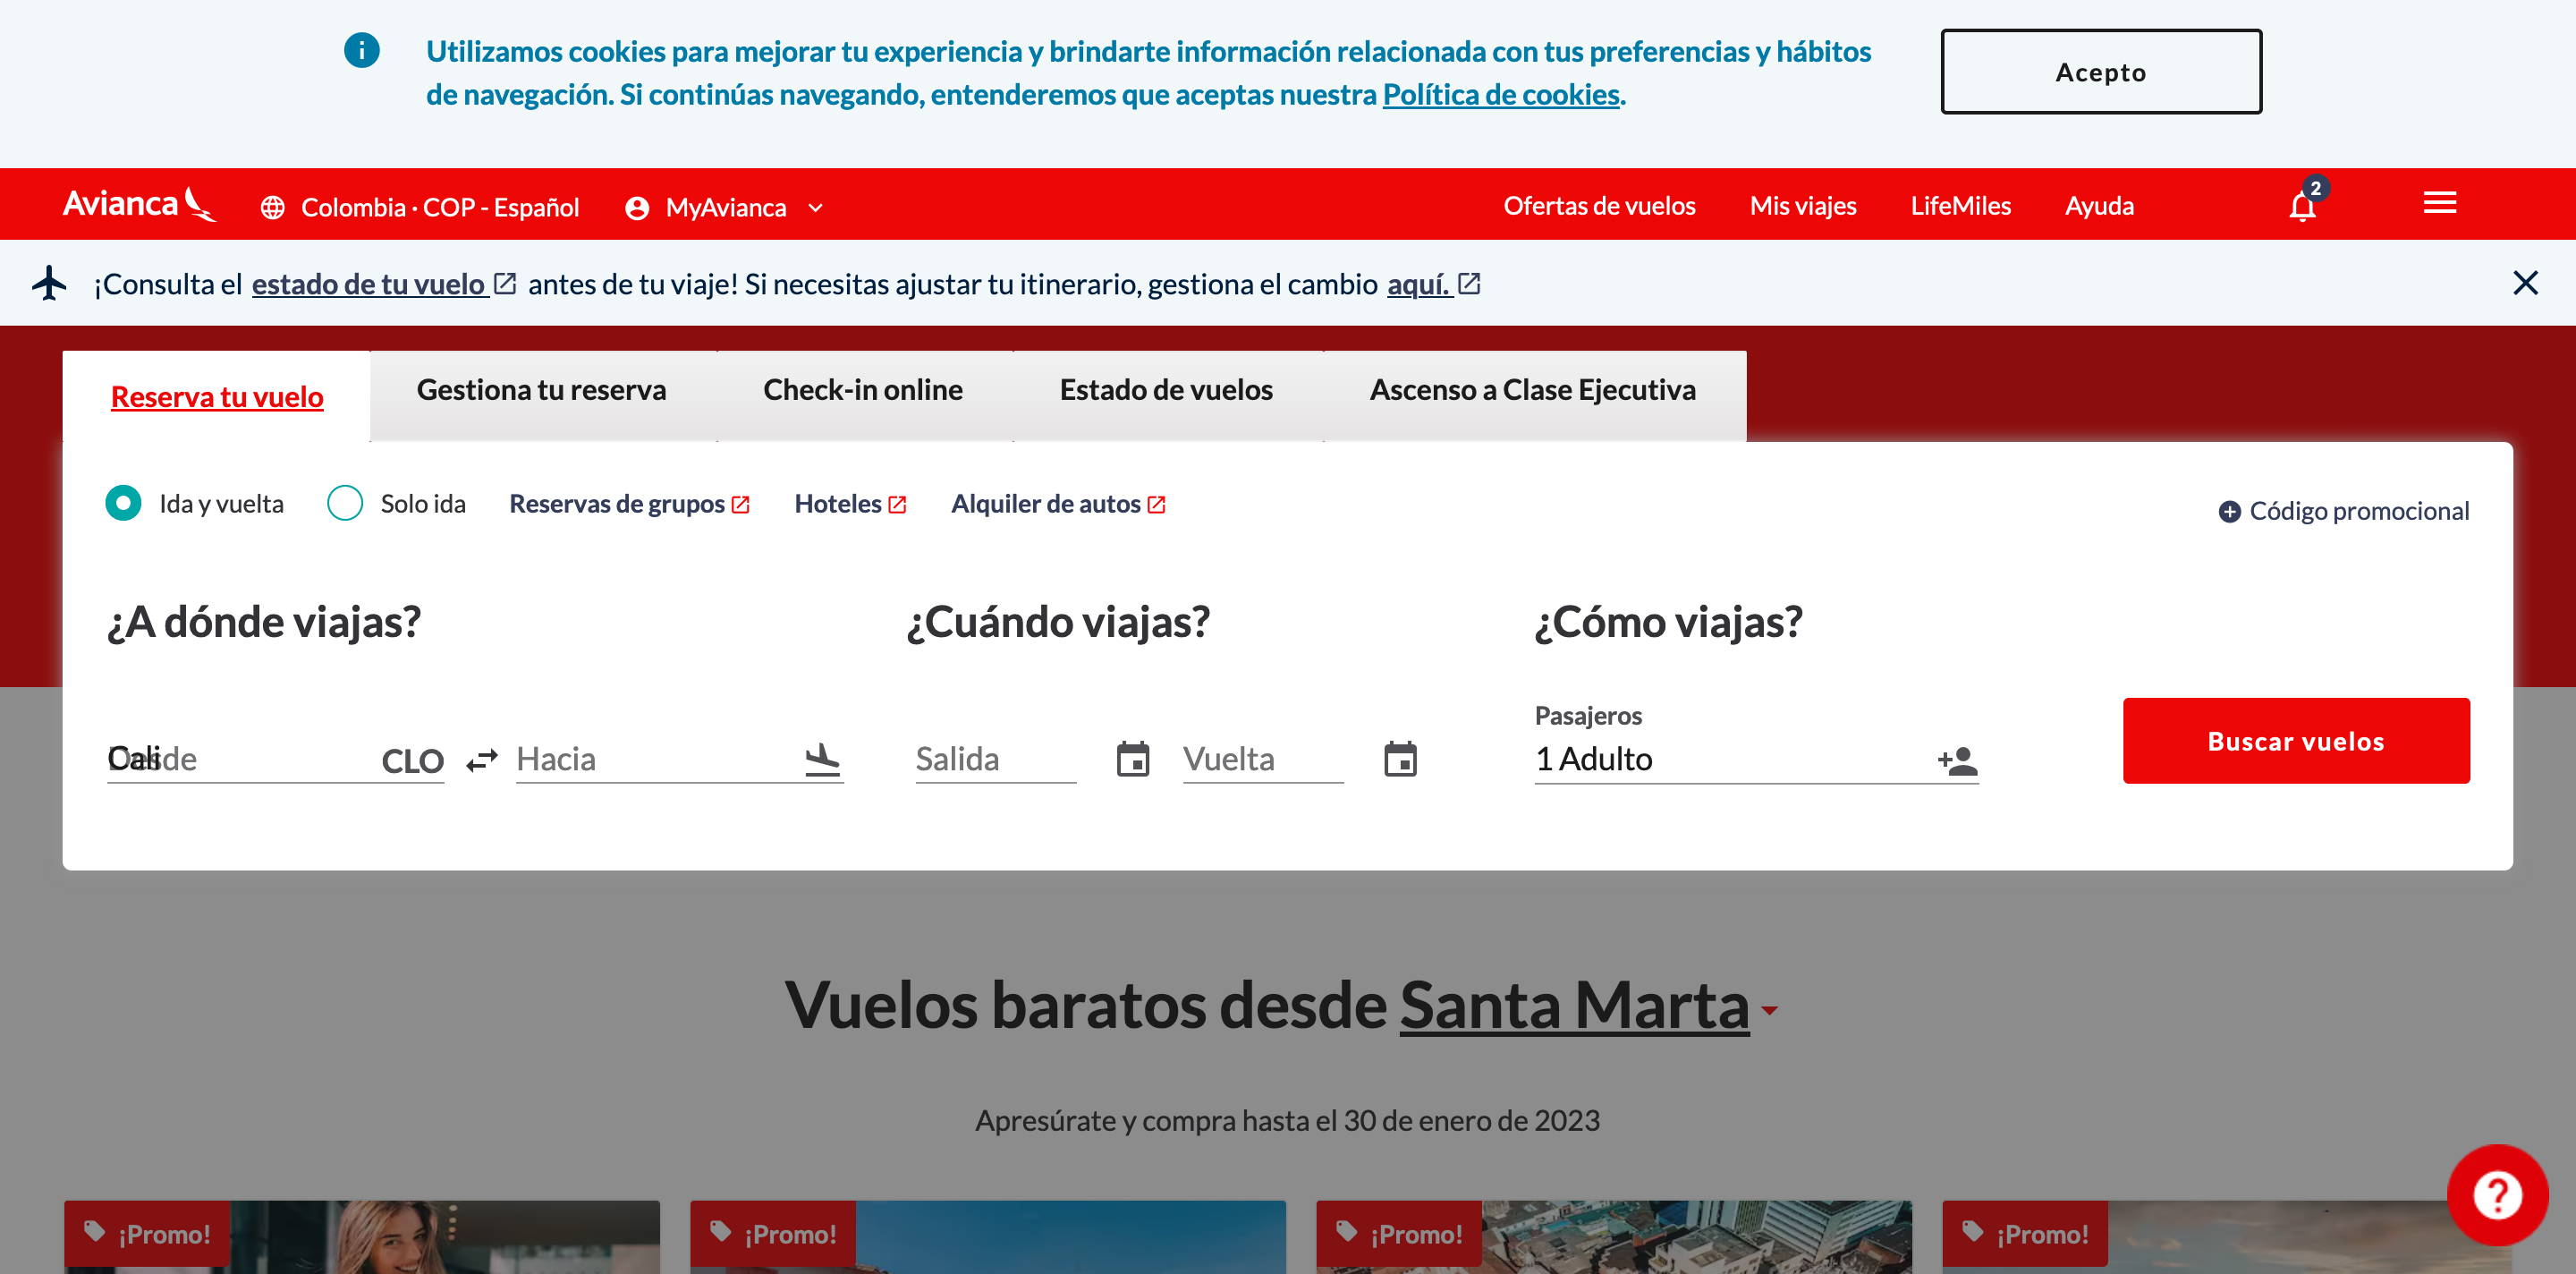 Utilizamos cookies para mejorar tu experiencia y brindarte información relacionada con tus preferencias y hábitos
de navegación. Si continúas navegando, entenderemos que aceptas nuestra Política de cookies.
Acepto
Avianca
Colombia · COP - Español
MyAvianca
Ofertas de vuelos
Mis viajes
LifeMiles
Ayuda
2
¡Consulta el estado de tu vuelo antes de tu viaje! Si necesitas ajustar tu itinerario, gestiona el cambio aquí.
Reserva tu vuelo
Gestiona tu reserva
Check-in online
Estado de vuelos
Ascenso a Clase Ejecutiva
Ida y vuelta
Solo ida
Reservas de grupos
Hoteles
Alquiler de autos
Código promocional
¿A dónde viajas?
¿Cuándo viajas?
¿Cómo viajas?
Pasajeros
Desde
Cali
CLO
Hacia
Salida
Vuelta
1 Adulto
Buscar vuelos
Vuelos baratos desde Santa Marta
Apresúrate y compra hasta el 30 de enero de 2023
¡Promo!
¡Promo!
¡Promo!
¡Promo!
?